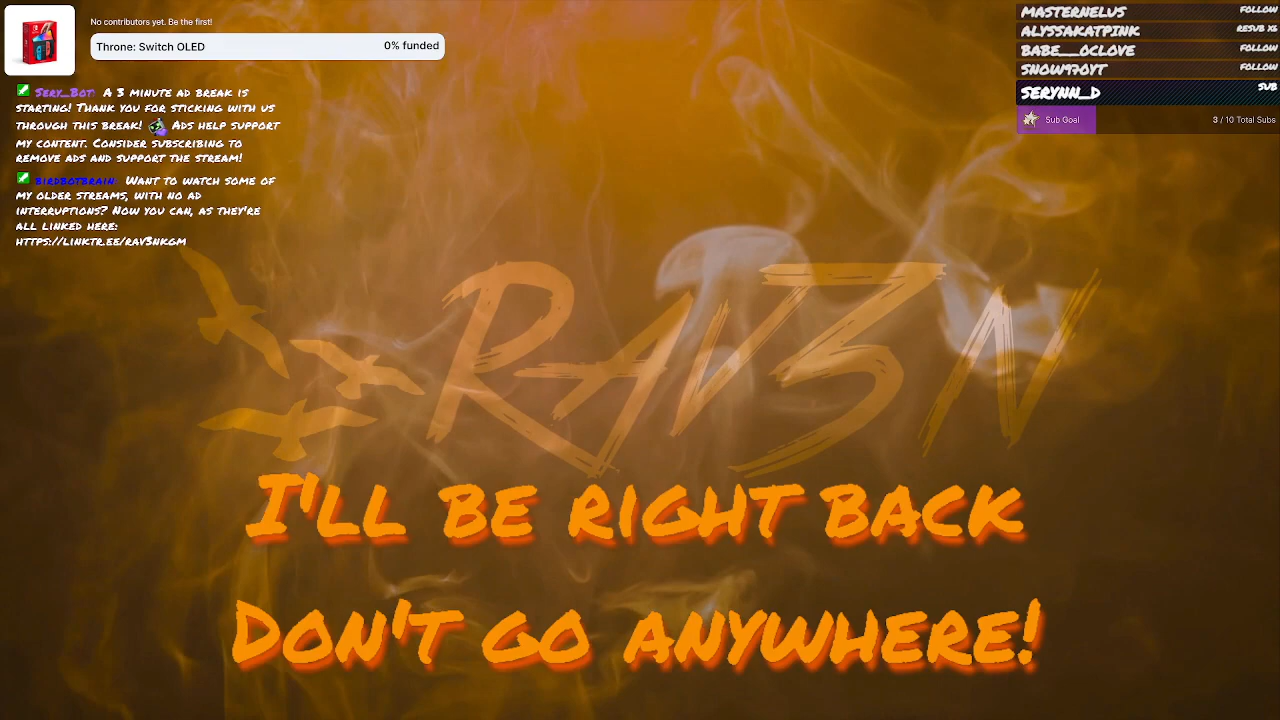 No contributors yet. Be the first!
Throne: Switch OLED 0% funded
Sery_Bot: A 3 minute ad break is
starting! Thank you for sticking with us
through this break! Ads help support
my content. Consider subscribing to
remove ads and support the stream!
birdbotbrain: Want to watch some of
my older streams, with no ad
interruptions? Now you can, as they're
all linked here:
https://linktr.ee/rav3nkgm
MASTERNELUS FOLLOW
ALYSSAKATPINK RESUB X6
BABE__OCLOVE FOLLOW
SNOW970YT FOLLOW
SERYNN_D SUB
Sub Goal 3 / 10 Total Subs
RAV3N
I'll be right back
Don't go anywhere!